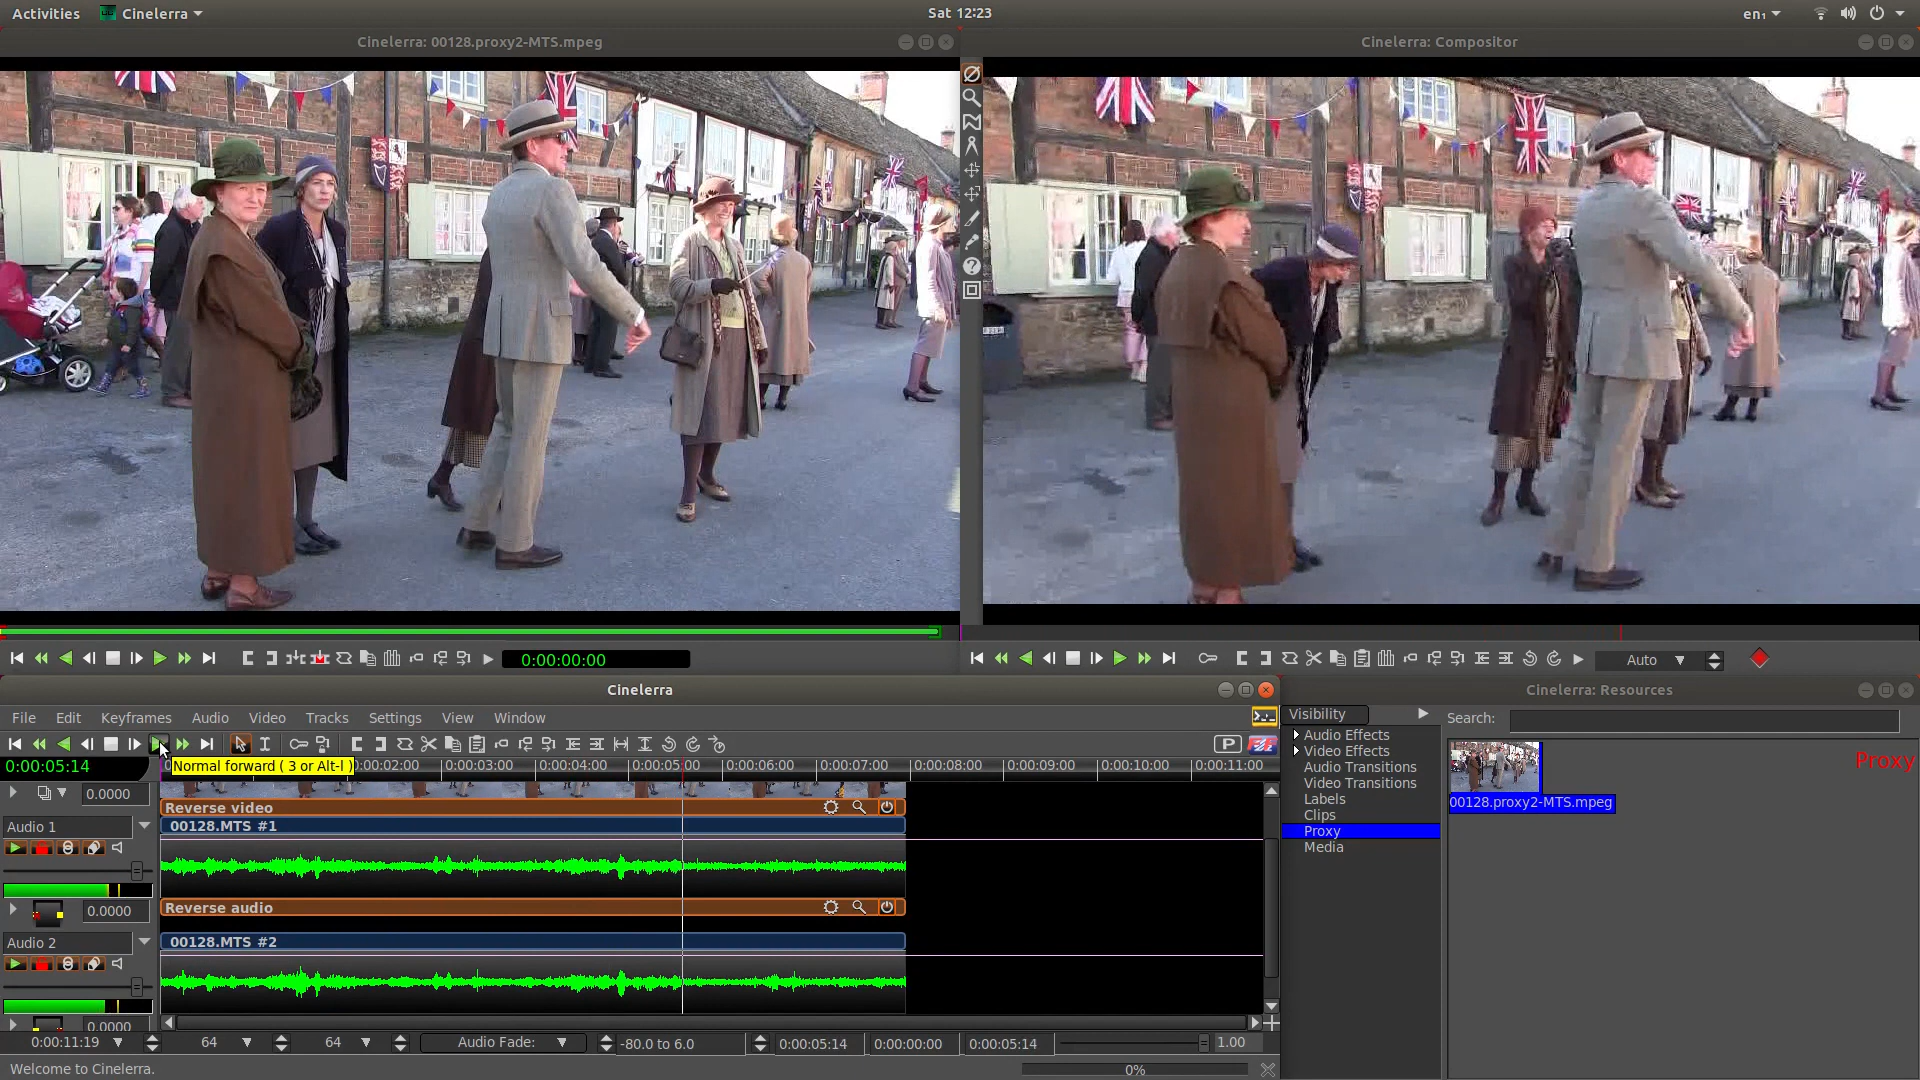 Activities Cinelerra Sat 12:23 en₁
Cinelerra: 00128.proxy2-MTS.mpeg
Cinelerra: Compositor
0:00:00:00
Auto
Cinelerra
Cinelerra: Resources
File Edit Keyframes Audio Video Tracks Settings View Window
Visibility
Search:
P
0:00:05:14
Normal forward ( 3 or Alt-l )
0:00:02:00 0:00:03:00 0:00:04:00 0:00:05:00 0:00:06:00 0:00:07:00 0:00:08:00 0:00:09:00 0:00:10:00 0:00:11:00
Audio Effects
Video Effects
Audio Transitions
Video Transitions
Labels
Clips
Proxy
Media
Proxy
00128.proxy2-MTS.mpeg
0.0000
Reverse video
Audio 1
00128.MTS #1
0.0000
Reverse audio
Audio 2
00128.MTS #2
0.0000
0:00:11:19 64 64 Audio Fade: -80.0 to 6.0 0:00:05:14 0:00:00:00 0:00:05:14 1.00
Welcome to Cinelerra.
0%